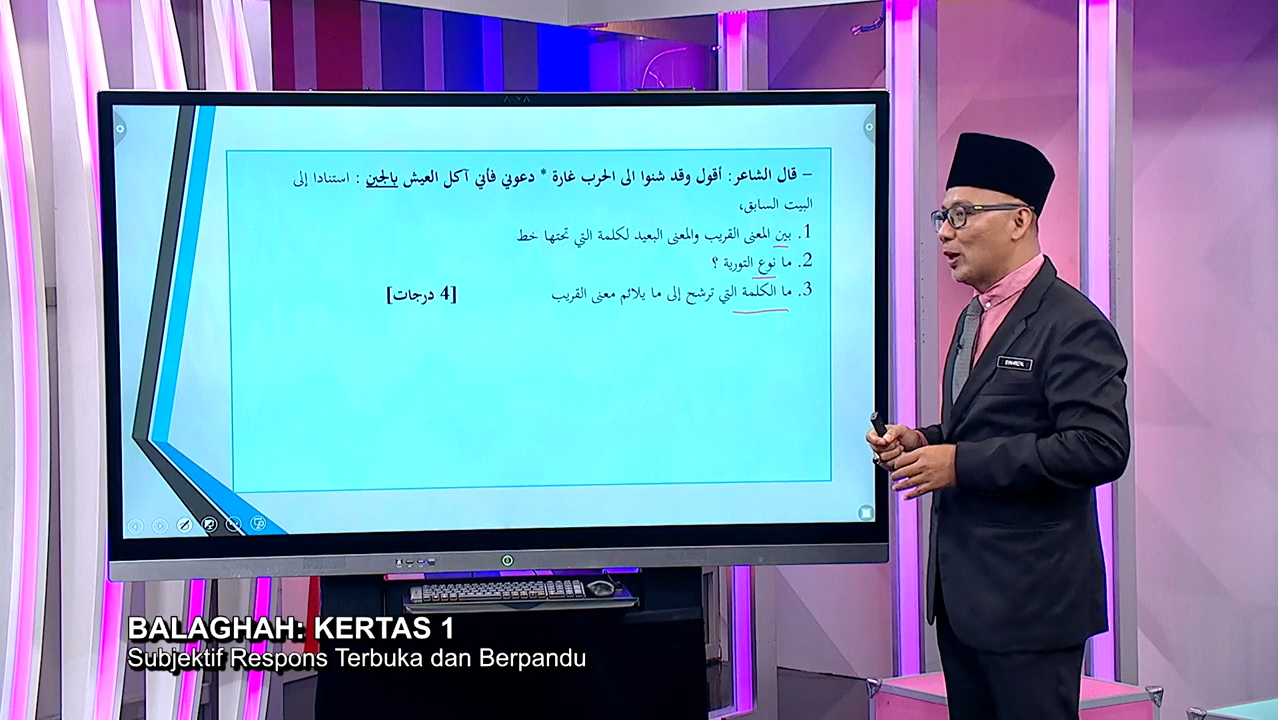 – قال الشاعر: أقول وقد شنوا الى الحرب غارة * دعوني فأني آكل العيش بالجبن : استنادا إلى
البيت السابق،
1. بين المعنى القريب والمعنى البعيد لكلمة التي تحتها خط
2. ما نوع التورية ؟
3. ما الكلمة التي ترشح إلى ما يلائم معنى القريب [4 درجات]
BALAGHAH: KERTAS 1
Subjektif Respons Terbuka dan Berpandu